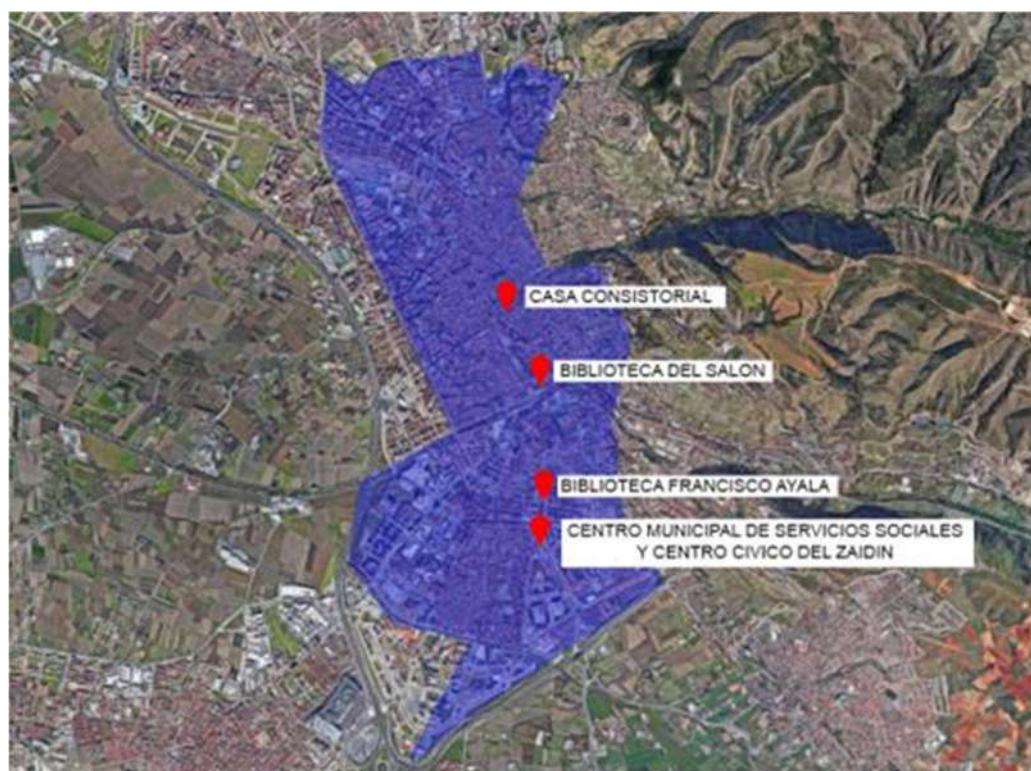 CASA CONSISTORIAL
BIBLIOTECA DEL SALON
BIBLIOTECA FRANCISCO AYALA
CENTRO MUNICIPAL DE SERVICIOS SOCIALES
Y CENTRO CIVICO DEL ZAIDIN